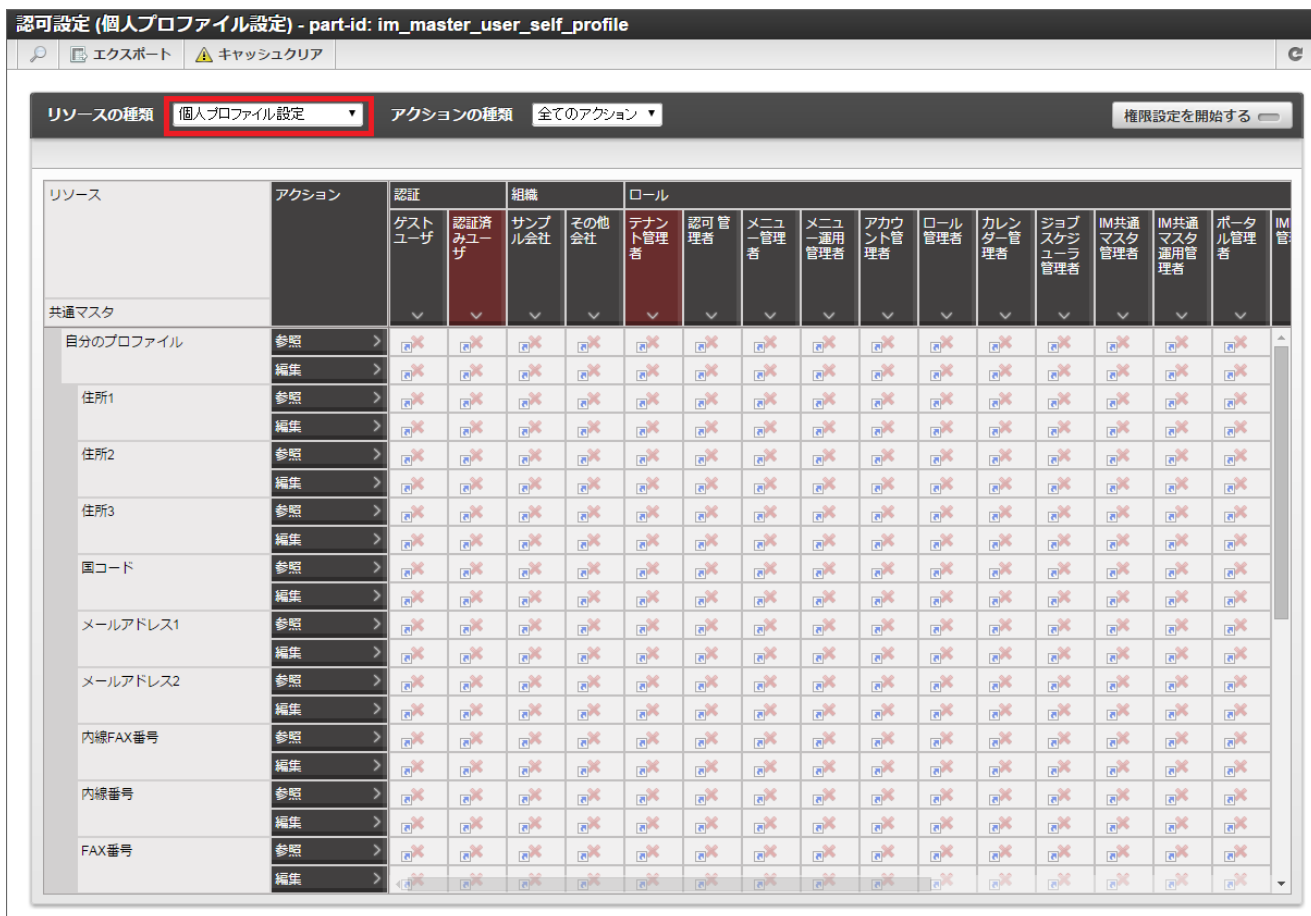 認可設定 (個人プロファイル設定) - part-id: im_master_user_self_profile
エクスポート キャッシュクリア
リソースの種類 個人プロファイル設定 アクションの種類 全てのアクション 権限設定を開始する
リソース アクション 認証 組織 ロール
ゲストユーザ 認証済みユーザ サンプル会社 その他会社 テナント管理者 認可 管理者 メニュー管理者 メニュー運用管理者 アカウント管理者 ロール管理者 カレンダー管理者 ジョブスケジューラ管理者 IM共通マスタ管理者 IM共通マスタ運用管理者 ポータル管理者 IM
共通マスタ
自分のプロファイル 参照
編集
住所1 参照
編集
住所2 参照
編集
住所3 参照
編集
国コード 参照
編集
メールアドレス1 参照
編集
メールアドレス2 参照
編集
内線FAX番号 参照
編集
内線番号 参照
編集
FAX番号 参照
編集